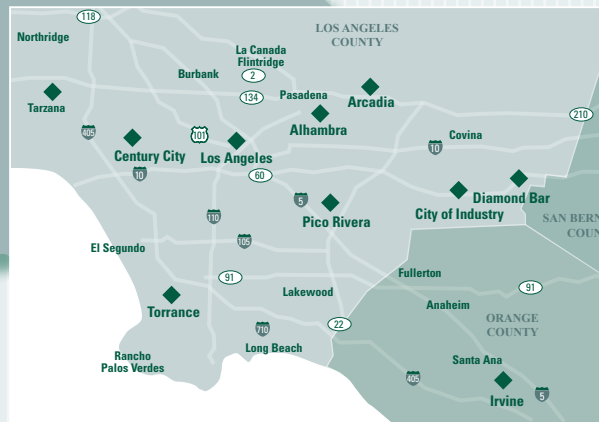 118
LOS ANGELES
COUNTY
Northridge
La Canada
Flintridge
Burbank
2
134
Pasadena
Arcadia
Tarzana
210
Alhambra
405
101
Covina
10
Century City
Los Angeles
10
60
Diamond Bar
5
City of Industry
110
Pico Rivera
SAN BERN
COUN
105
El Segundo
Fullerton
91
91
Lakewood
Anaheim
Torrance
ORANGE
COUNTY
22
710
Long Beach
Rancho
Palos Verdes
Santa Ana
405
5
Irvine